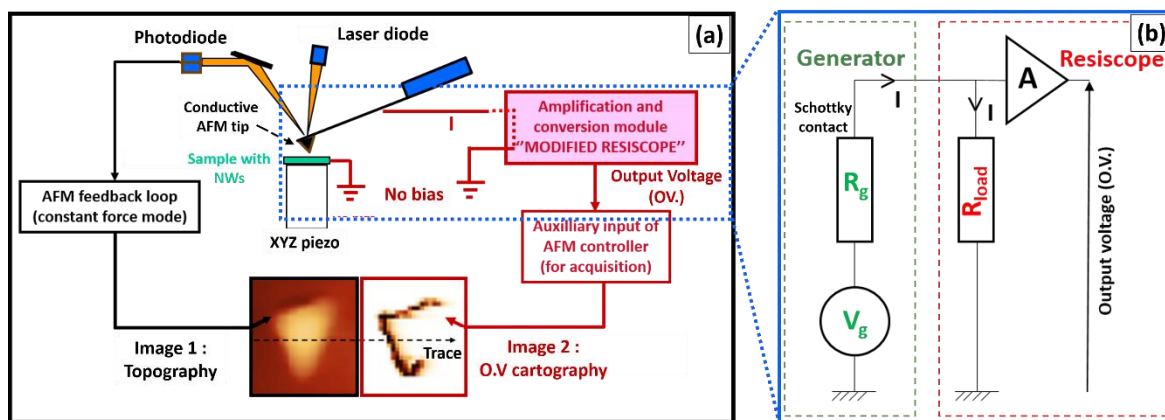 (a)
Photodiode
Laser diode
Conductive
AFM tip
Sample with
NWs
I
Amplification and
conversion module
"MODIFIED RESISCOPE"
No bias
Output Voltage
(OV.)
AFM feedback loop
(constant force mode)
XYZ piezo
Auxilliary input of
AFM controller
(for acquisition)
Image 1 :
Topography
Trace
Image 2 :
O.V cartography
(b)
Generator
Resiscope
A
I
I
Schottky
contact
Rg
Rload
Vg
Output voltage (O.V.)